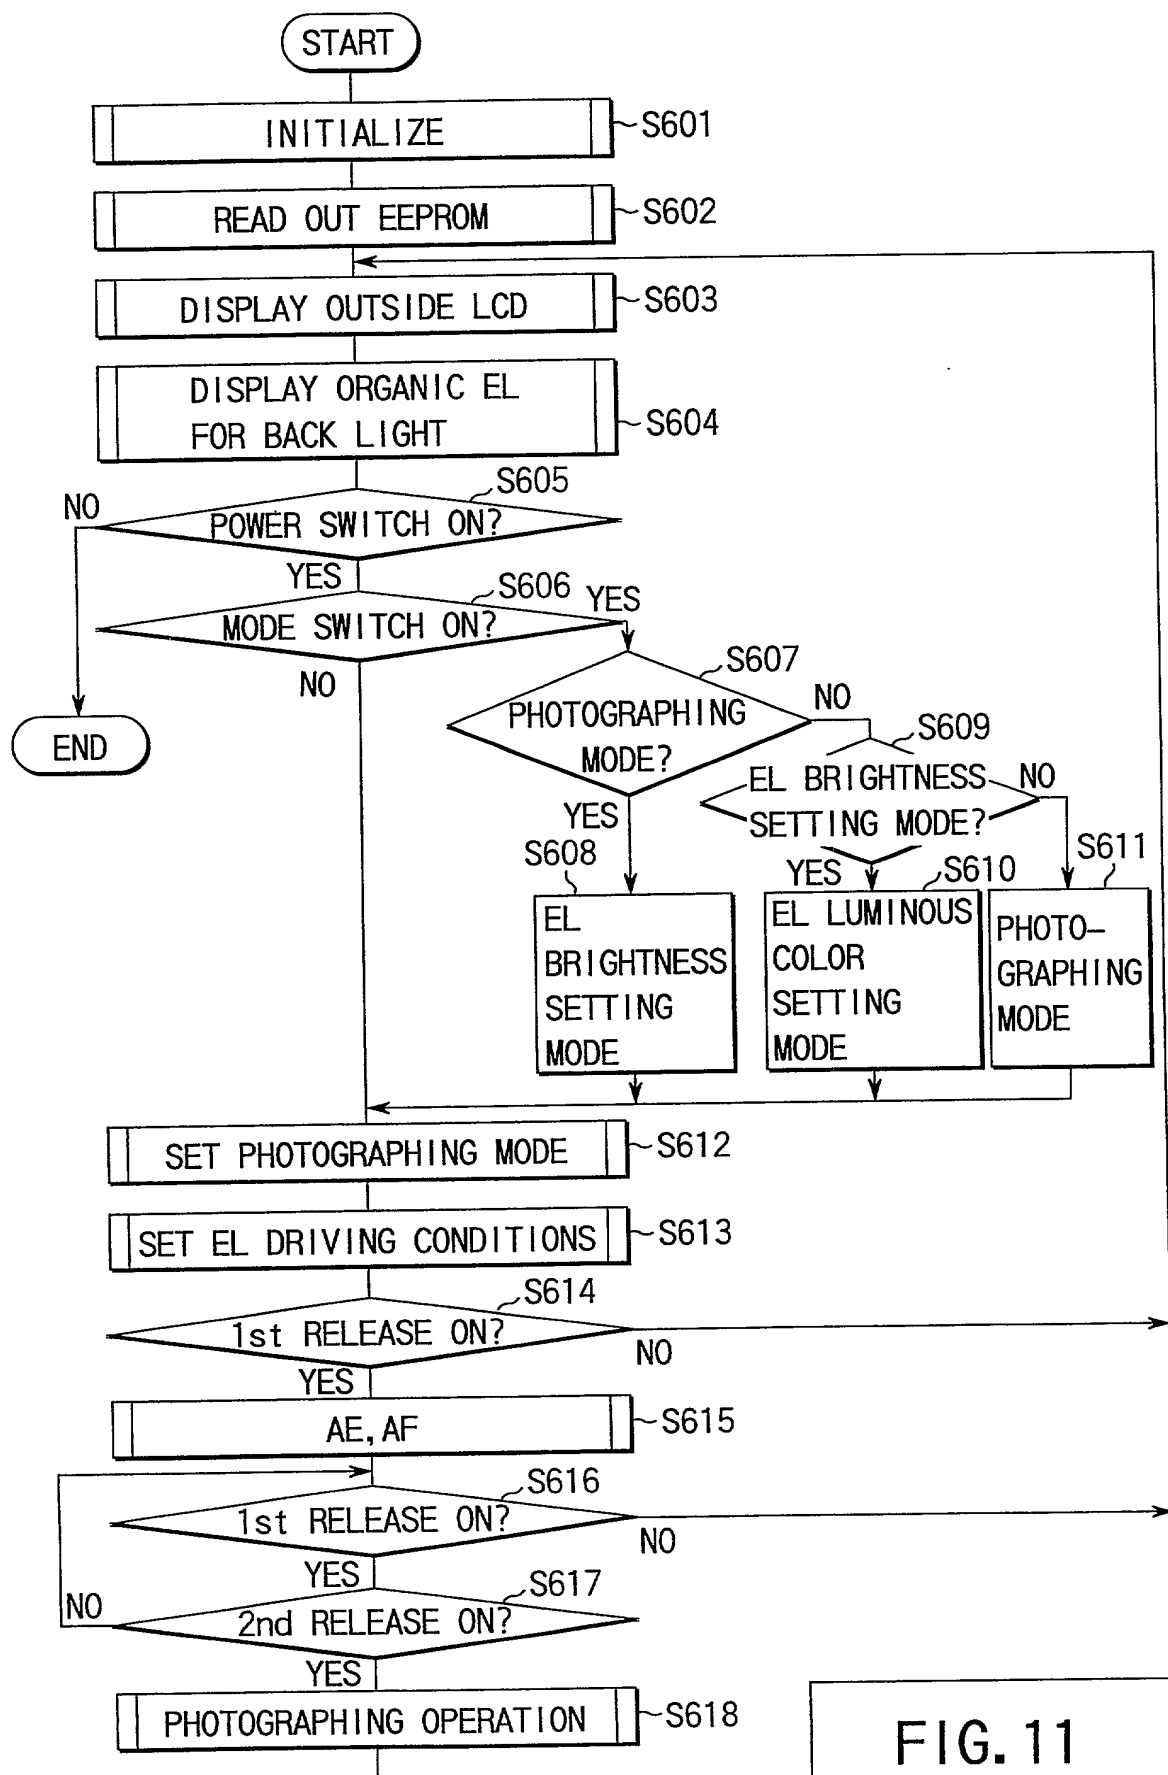 START
INITIALIZE
S601
READ OUT EEPROM
S602
DISPLAY OUTSIDE LCD
S603
DISPLAY ORGANIC EL
FOR BACK LIGHT
S604
S605
NO
POWER SWITCH ON?
YES
S606
YES
MODE SWITCH ON?
NO
END
S607
NO
PHOTOGRAPHING
MODE?
YES
S609
EL BRIGHTNESS
SETTING MODE?
NO
YES
S608
EL
BRIGHTNESS
SETTING
MODE
S610
EL LUMINOUS
COLOR
SETTING
MODE
S611
PHOTO-
GRAPHING
MODE
SET PHOTOGRAPHING MODE
S612
SET EL DRIVING CONDITIONS
S613
S614
1st RELEASE ON?
NO
YES
AE, AF
S615
S616
1st RELEASE ON?
NO
YES
S617
NO
2nd RELEASE ON?
YES
PHOTOGRAPHING OPERATION
S618
FIG. 11